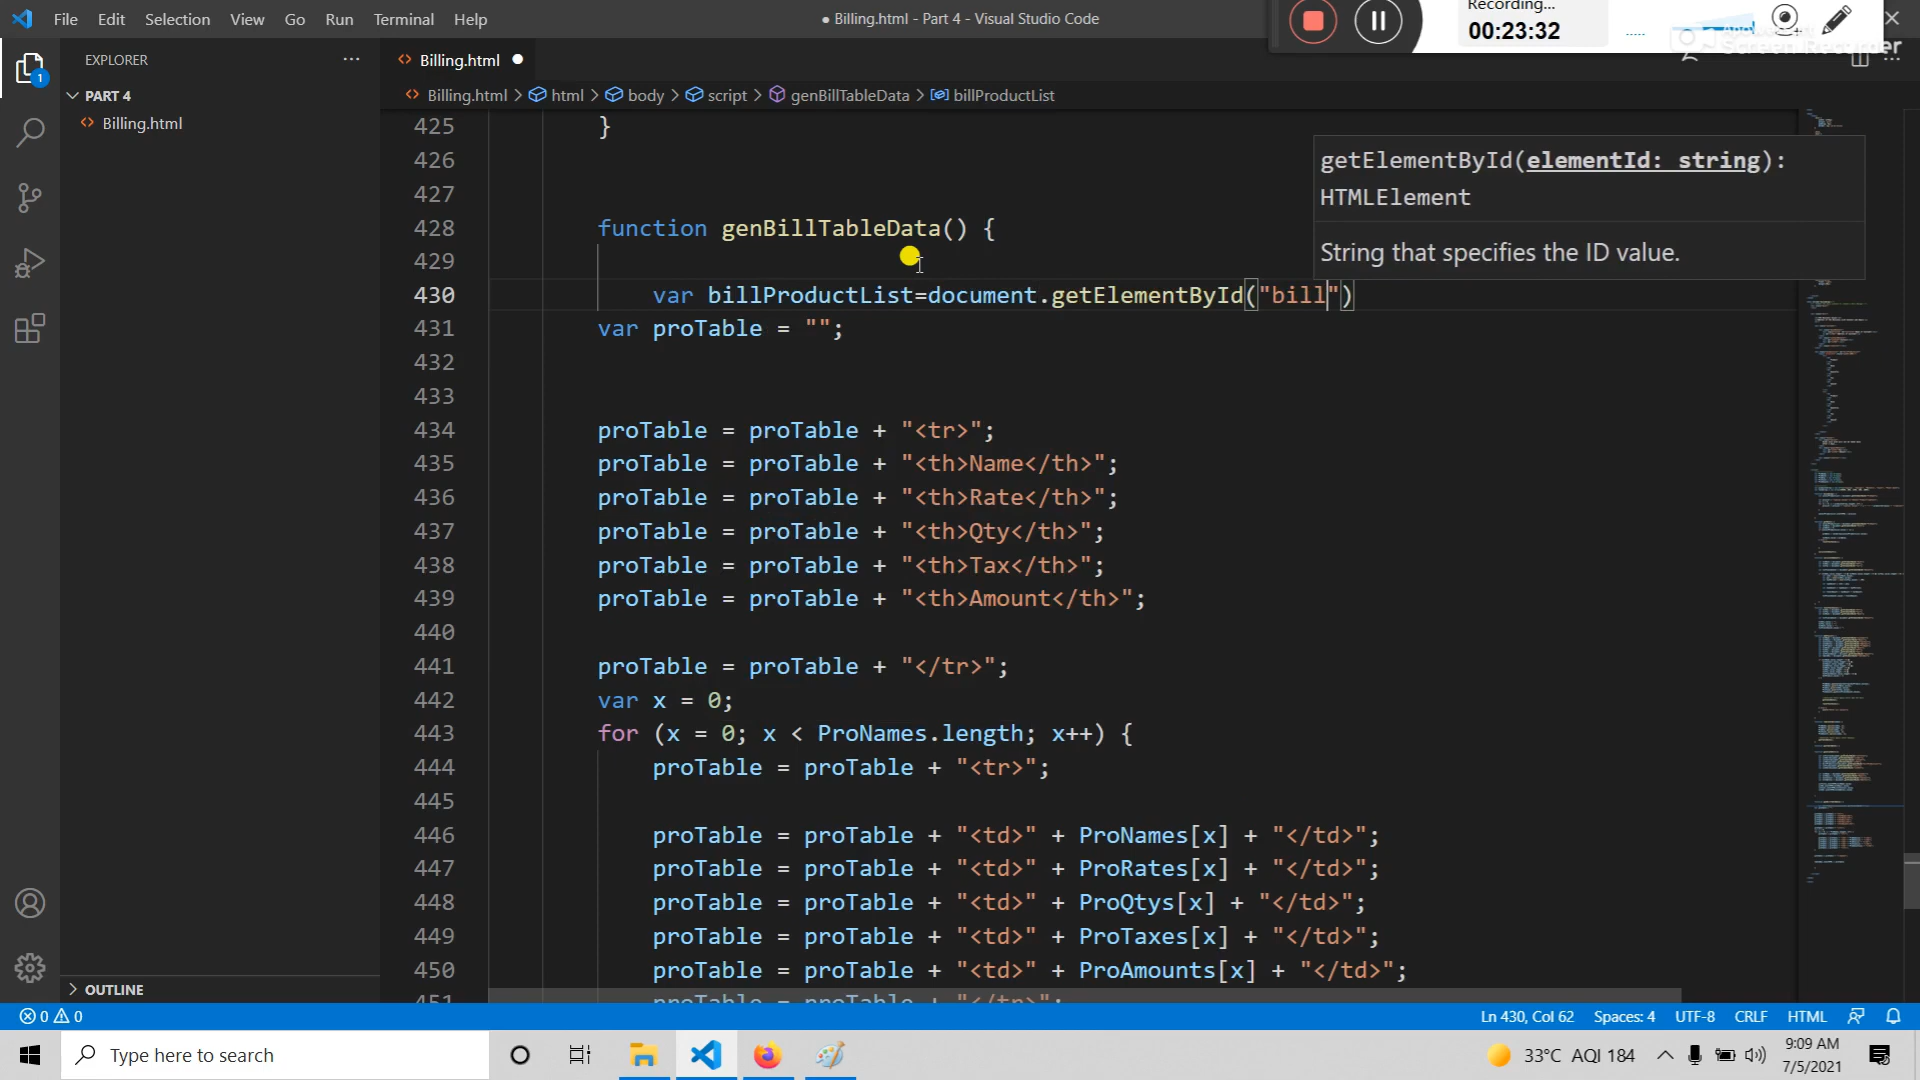 File Edit Selection View Go Run Terminal Help
● Billing.html - Part 4 - Visual Studio Code
Recording...
00:23:32
Screen Recorder
EXPLORER
PART 4
Billing.html
OUTLINE
Billing.html
Billing.html > html > body > script > genBillTableData > billProductList
getElementById(elementId: string):
HTMLElement
String that specifies the ID value.
425 }
426
427
428 function genBillTableData() {
429
430 var billProductList=document.getElementById("bill")
431 var proTable = "";
432
433
434 proTable = proTable + "<tr>";
435 proTable = proTable + "<th>Name</th>";
436 proTable = proTable + "<th>Rate</th>";
437 proTable = proTable + "<th>Qty</th>";
438 proTable = proTable + "<th>Tax</th>";
439 proTable = proTable + "<th>Amount</th>";
440
441 proTable = proTable + "</tr>";
442 var x = 0;
443 for (x = 0; x < ProNames.length; x++) {
444 proTable = proTable + "<tr>";
445
446 proTable = proTable + "<td>" + ProNames[x] + "</td>";
447 proTable = proTable + "<td>" + ProRates[x] + "</td>";
448 proTable = proTable + "<td>" + ProQtys[x] + "</td>";
449 proTable = proTable + "<td>" + ProTaxes[x] + "</td>";
450 proTable = proTable + "<td>" + ProAmounts[x] + "</td>";
451 proTable = proTable + "</tr>";
0 0
Ln 430, Col 62 Spaces: 4 UTF-8 CRLF HTML
Type here to search
33°C AQI 184
9:09 AM
7/5/2021
1